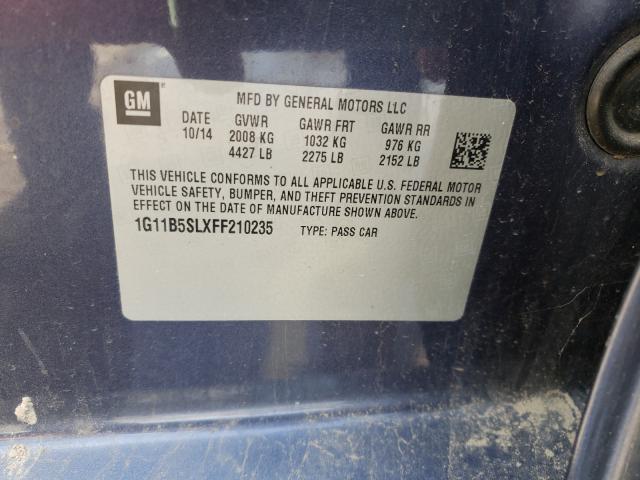 GM
MFD BY GENERAL MOTORS LLC
DATE GVWR GAWR FRT GAWR RR
10/14 2008 KG 1032 KG 976 KG
4427 LB 2275 LB 2152 LB
THIS VEHICLE CONFORMS TO ALL APPLICABLE U.S. FEDERAL MOTOR
VEHICLE SAFETY, BUMPER, AND THEFT PREVENTION STANDARDS IN
EFFECT ON THE DATE OF MANUFACTURE SHOWN ABOVE.
1G11B5SLXFF210235 TYPE: PASS CAR